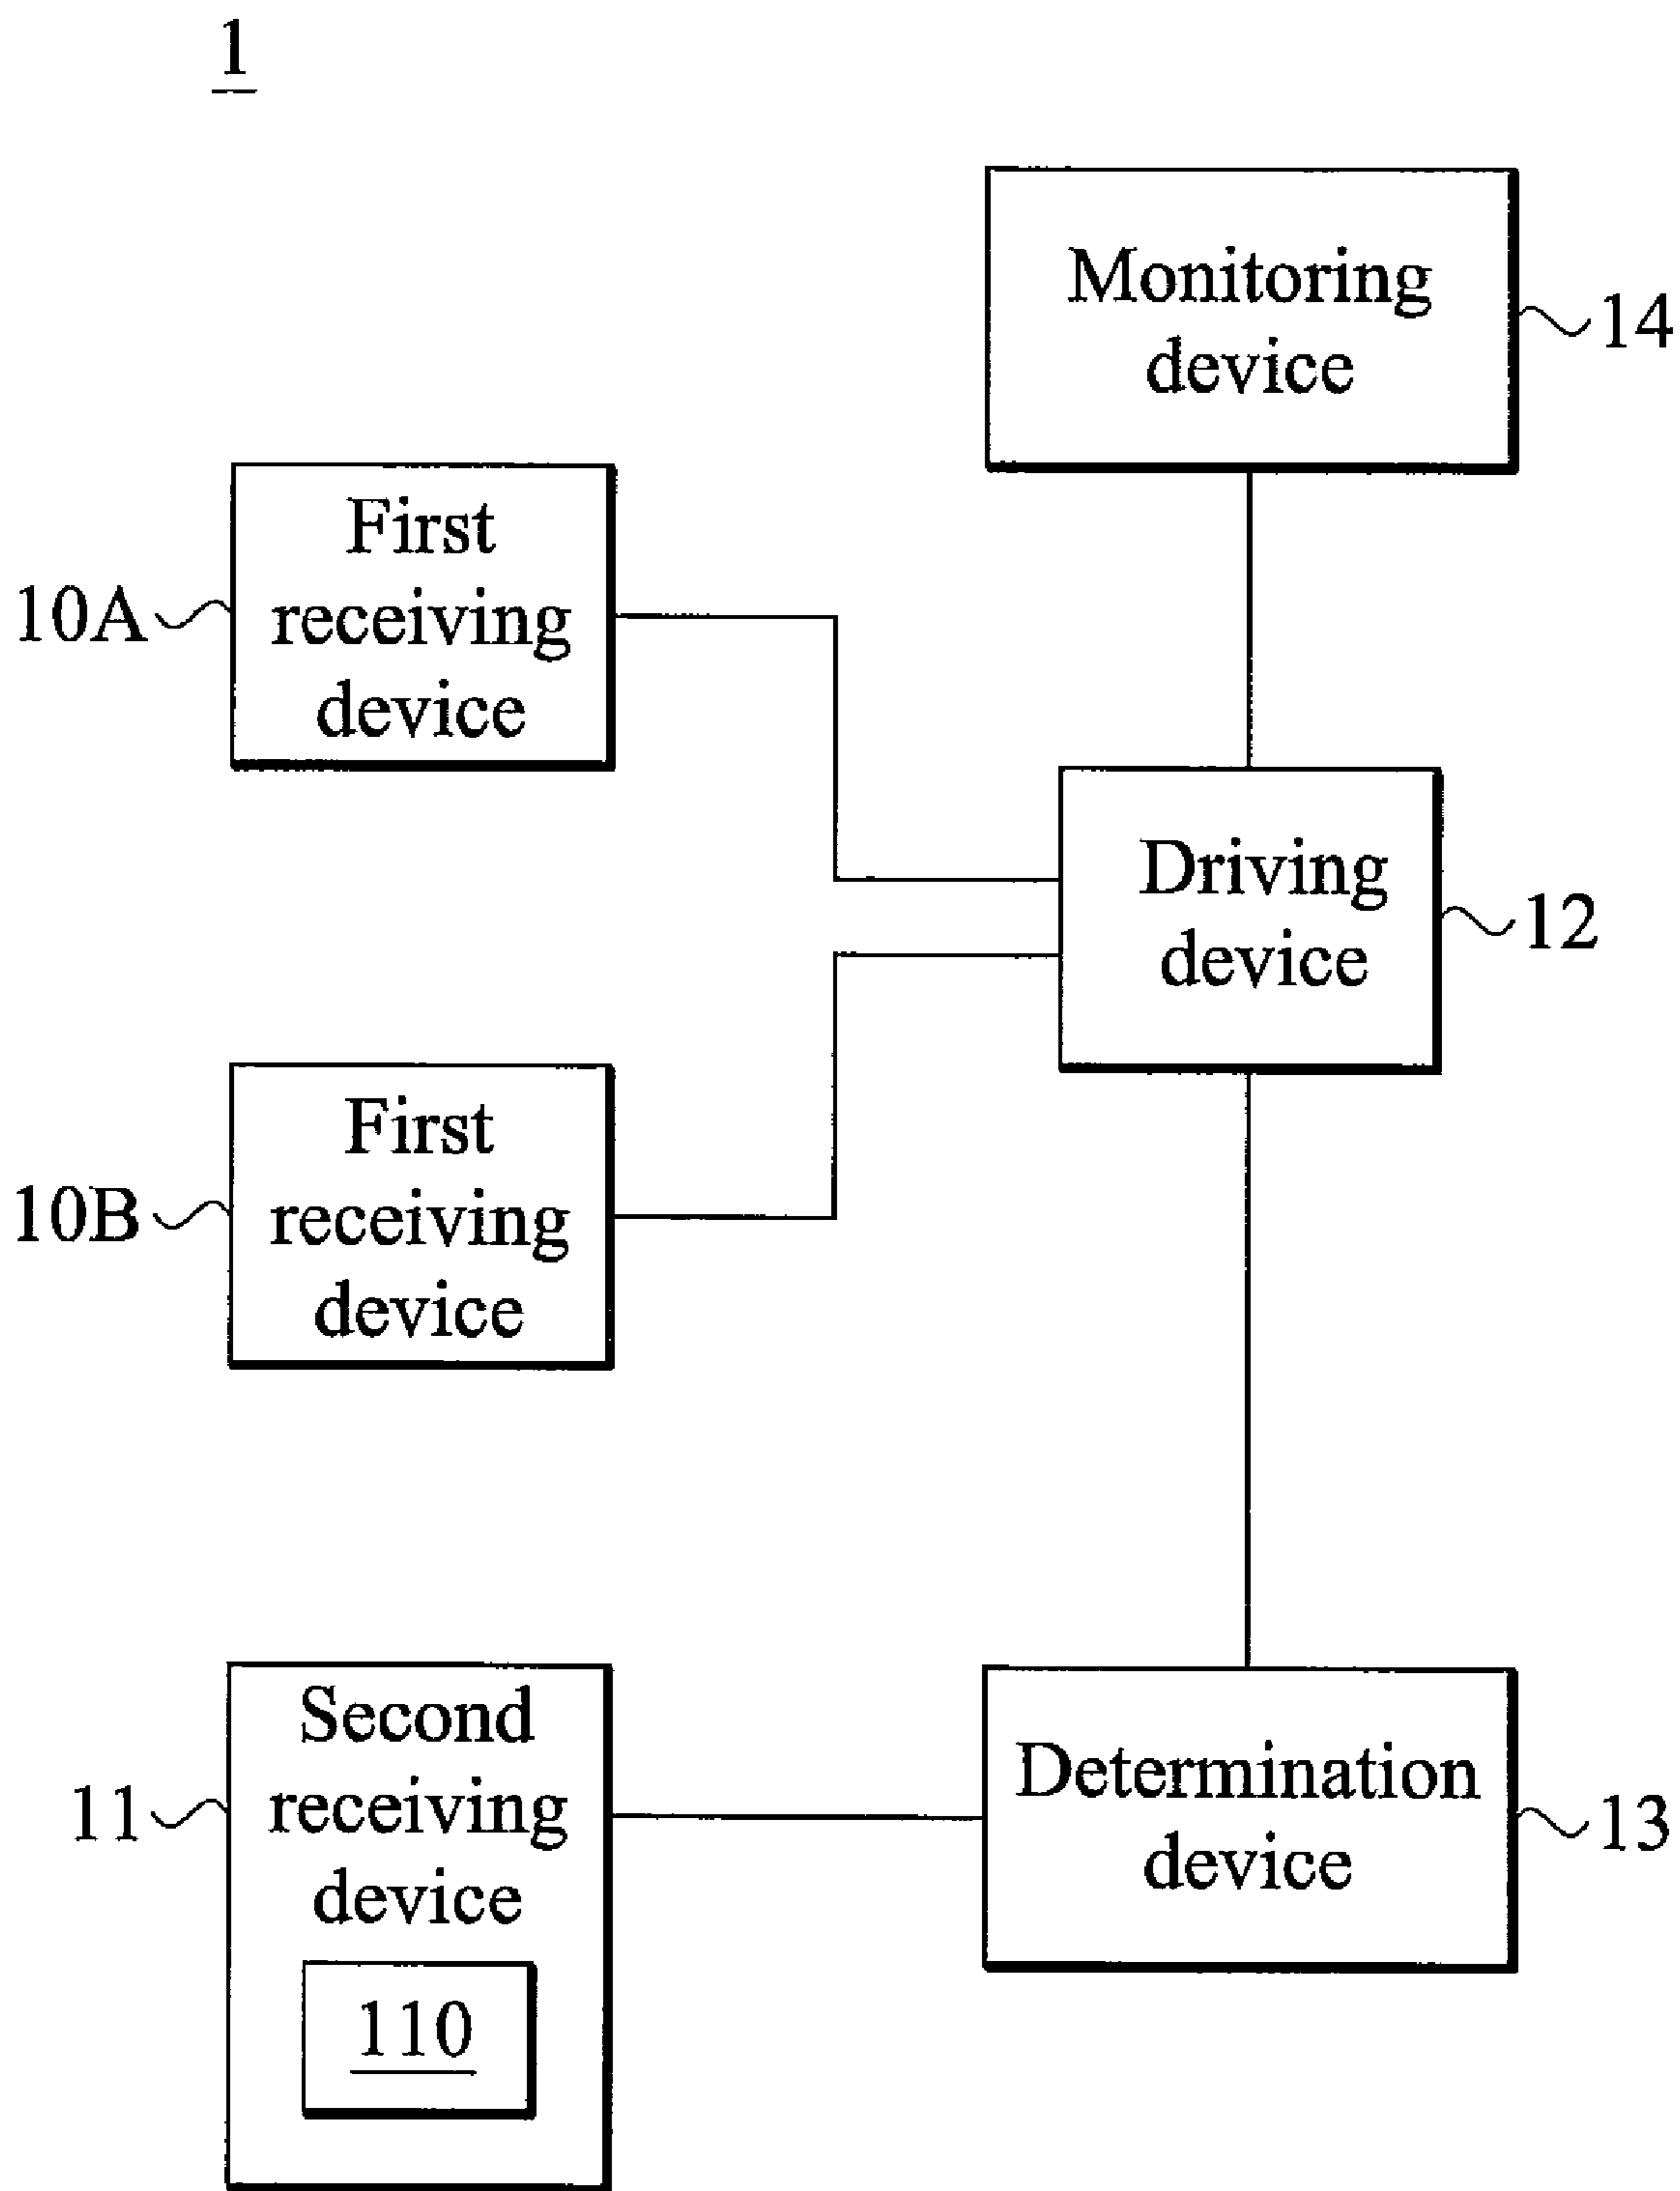 1
Monitoring
device
14
First
receiving
device
10A
Driving
device
12
First
receiving
device
10B
Second
receiving
device
11
110
Determination
device
13